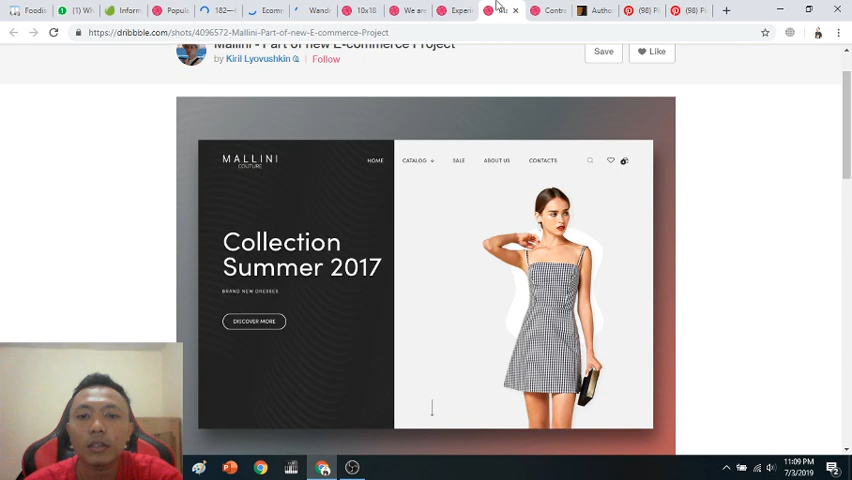 Foodis
(1) W
Inform
Popula
182—
Ecom
Wand
10x18
We are
Experi
Ma
Contr
Autho
(98) Pi
(98) Pi
https://dribbble.com/shots/4096572-Mallini-Part-of-new-E-commerce-Project
Mallini - Part of new E-commerce Project
by Kiril Lyovushkin
Follow
Save
Like
MALLINI
COUTURE
HOME
CATALOG
SALE
ABOUT US
CONTACTS
Collection
Summer 2017
BRAND NEW DRESSES
DISCOVER MORE
11:09 PM
7/3/2019